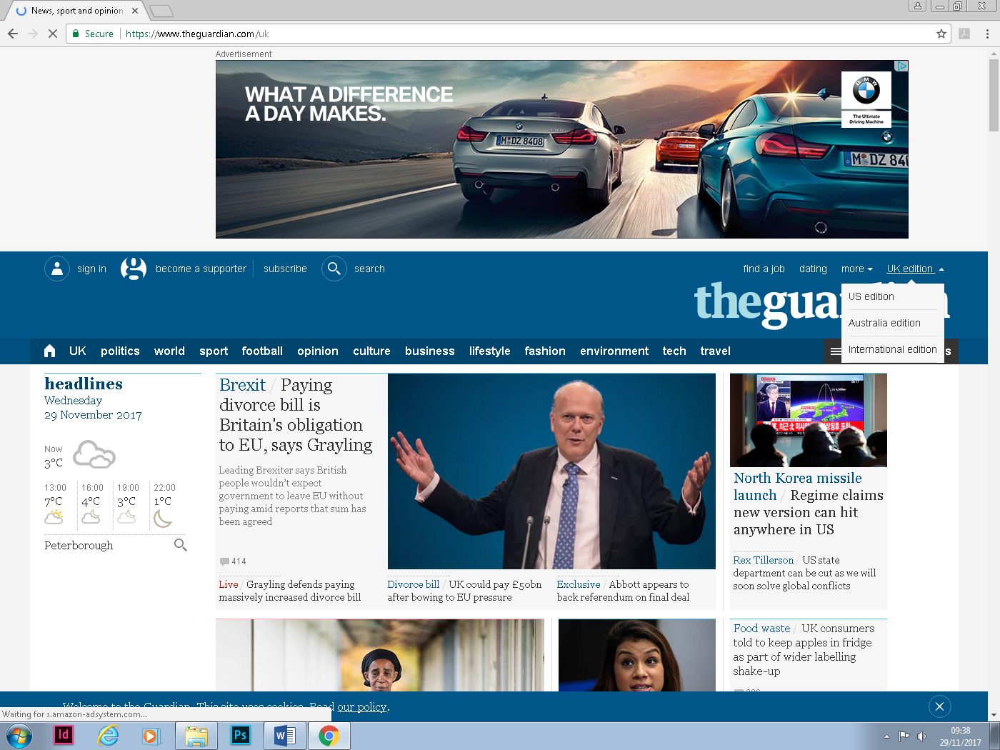 News, sport and opinion
Secure
https://www.theguardian.com/uk
Advertisement
WHAT A DIFFERENCE
A DAY MAKES.
BMW
The Ultimate
Driving Machine
M DZ 8408
M DZ 840
sign in
become a supporter
subscribe
search
find a job
dating
more
UK edition
US edition
Australia edition
International edition
UK politics world sport football opinion culture business lifestyle fashion environment tech travel
headlines
Wednesday
29 November 2017
Now
3°C
13:00 16:00 19:00 22:00
7°C 4°C 3°C 1°C
Peterborough
Brexit / Paying
divorce bill is
Britain's obligation
to EU, says Grayling
Leading Brexiter says British
people wouldn't expect
government to leave EU without
paying amid reports that sum has
been agreed
414
Live / Grayling defends paying
massively increased divorce bill
Divorce bill / UK could pay £50bn
after bowing to EU pressure
Exclusive / Abbott appears to
back referendum on final deal
North Korea missile
launch / Regime claims
new version can hit
anywhere in US
Rex Tillerson / US state
department can be cut as we will
soon solve global conflicts
Food waste / UK consumers
told to keep apples in fridge
as part of wider labelling
shake-up
Welcome to the Guardian. This site uses cookies. Read our policy.
Waiting for s.amazon-adsystem.com...
Id
Ps
W
09:38
29/11/2017